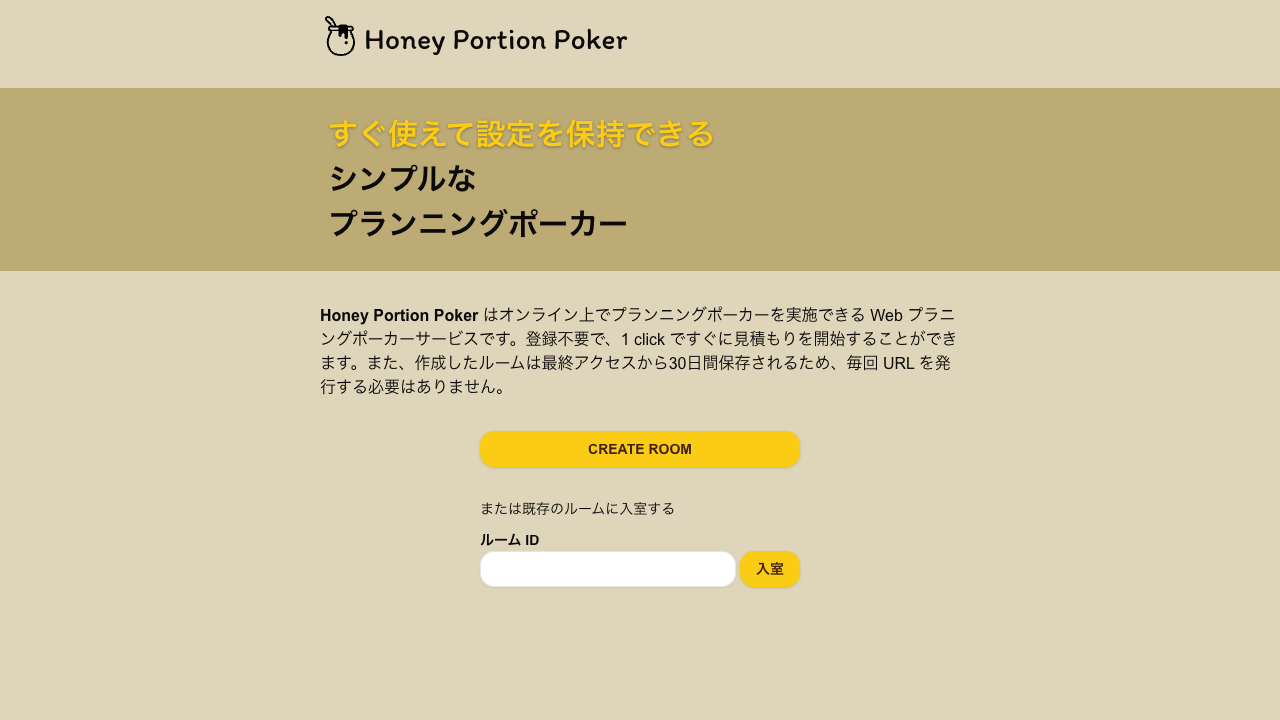 Honey Portion Poker
すぐ使えて設定を保持できる
シンプルな
プランニングポーカー
Honey Portion Poker はオンライン上でプランニングポーカーを実施できる Web プラニ
ングポーカーサービスです。登録不要で、1 click ですぐに見積もりを開始することができ
ます。また、作成したルームは最終アクセスから30日間保存されるため、毎回 URL を発
行する必要はありません。
CREATE ROOM
または既存のルームに入室する
ルーム ID
入室